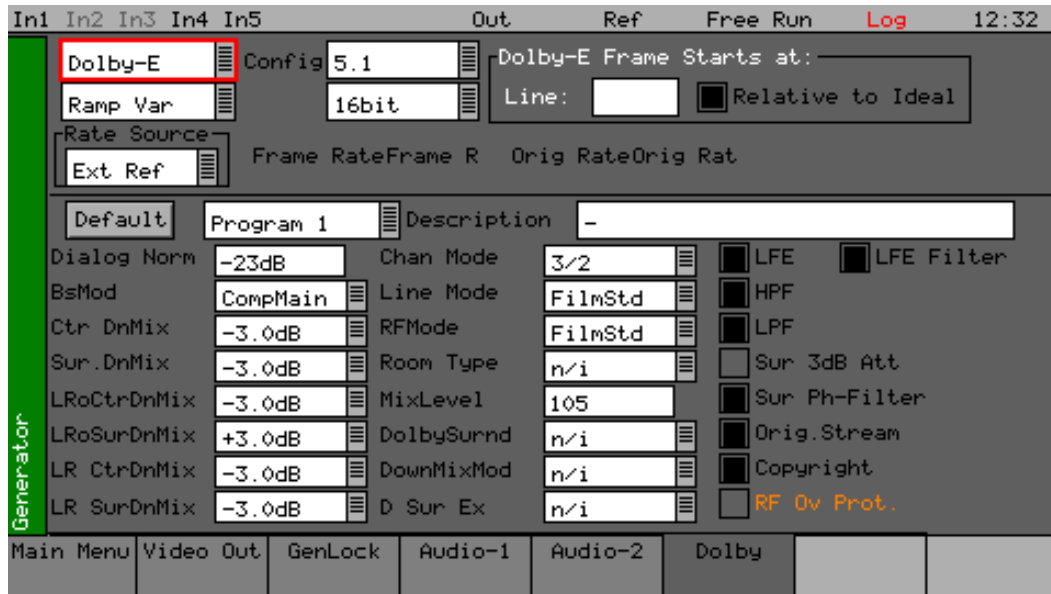 In1 In2 In3 In4 In5 Out Ref Free Run Log 12:32
Dolby-E Config 5.1 Dolby-E Frame Starts at:
Ramp Var 16bit Line: Relative to Ideal
Rate Source
Ext Ref Frame RateFrame R Orig RateOrig Rat
Default Program 1 Description -
Dialog Norm -23dB Chan Mode 3/2 LFE LFE Filter
BsMod CompMain Line Mode FilmStd HPF
Ctr DnMix -3.0dB RFMode FilmStd LPF
Sur.DnMix -3.0dB Room Type n/i Sur 3dB Att
LRoCtrDnMix -3.0dB MixLevel 105 Sur Ph-Filter
LRoSurDnMix +3.0dB DolbySurnd n/i Orig.Stream
LR CtrDnMix -3.0dB DownMixMod n/i Copyright
LR SurDnMix -3.0dB D Sur Ex n/i RF Ov Prot.
Generator
Main Menu Video Out GenLock Audio-1 Audio-2 Dolby